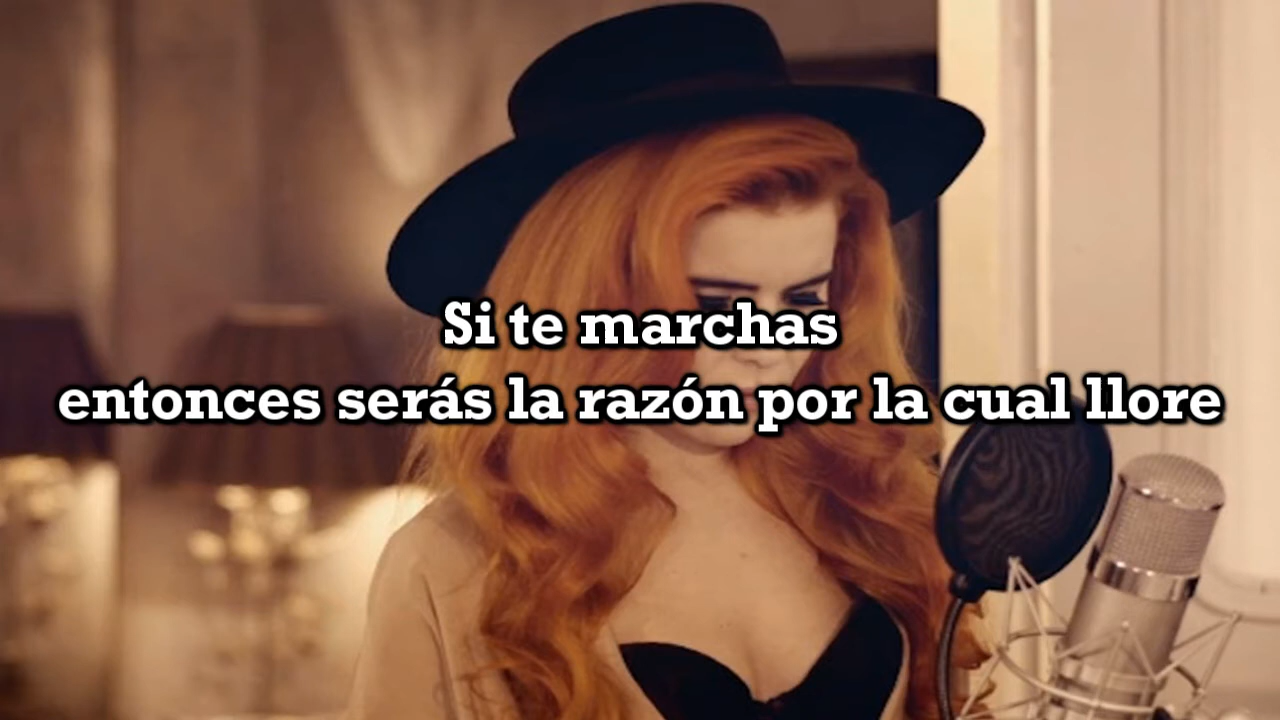 Si te marchas
entonces serás la razón por la cual llore